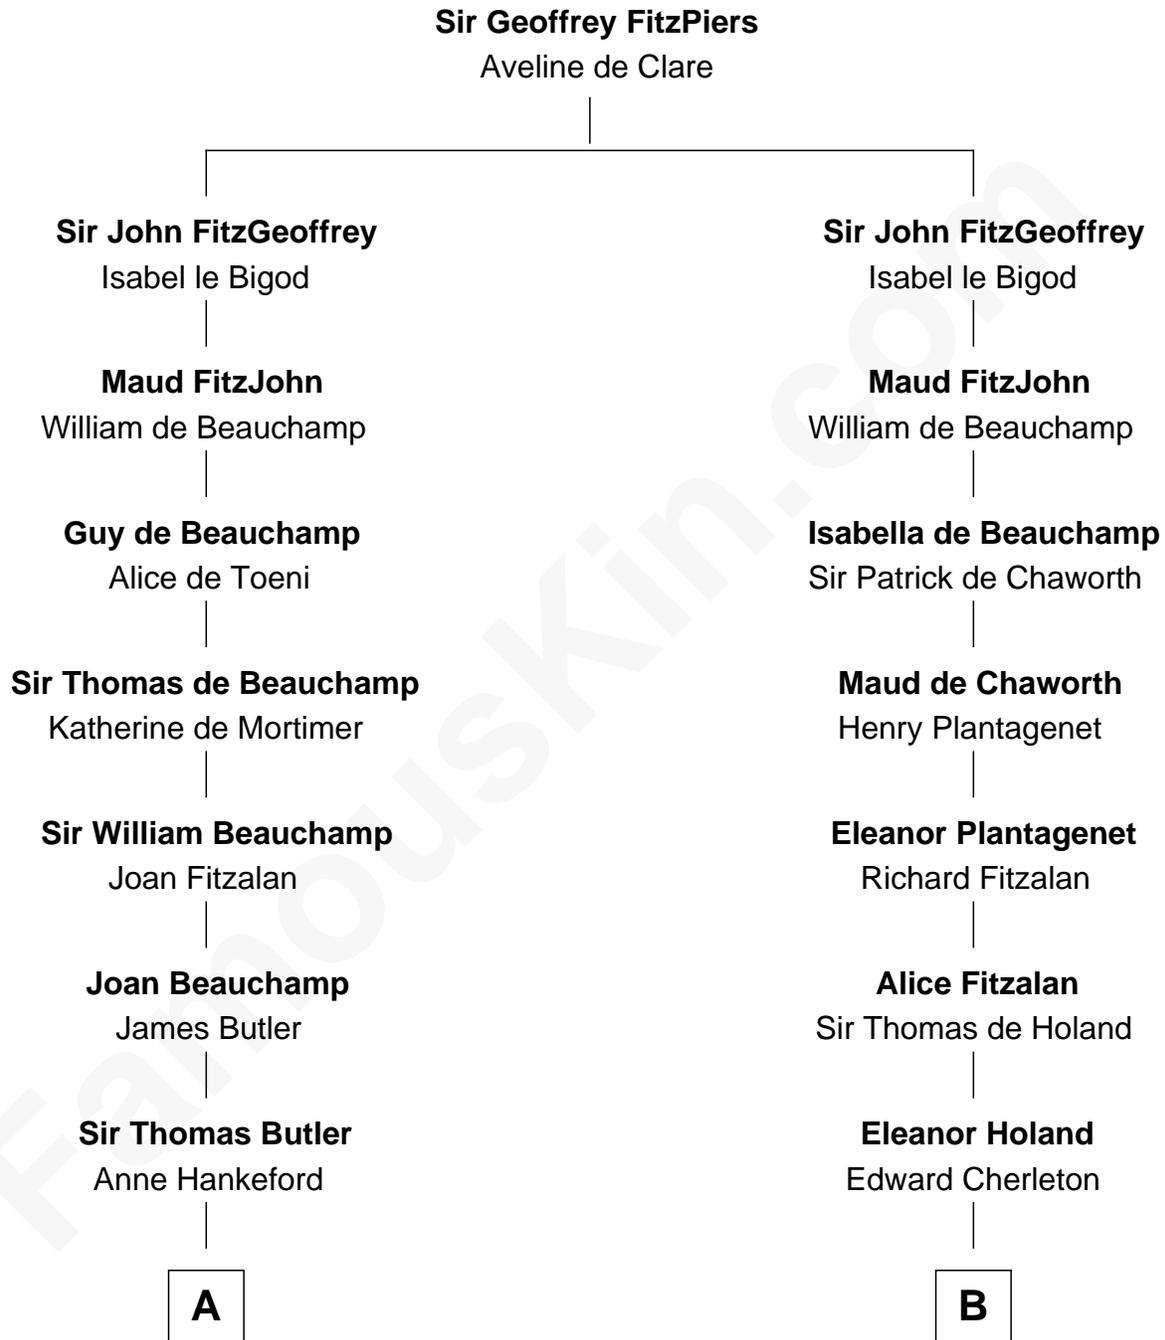 Sir Geoffrey FitzPiers
Aveline de Clare
Sir John FitzGeoffrey
Isabel le Bigod
Maud FitzJohn
William de Beauchamp
Guy de Beauchamp
Alice de Toeni
Sir Thomas de Beauchamp
Katherine de Mortimer
Sir William Beauchamp
Joan Fitzalan
Joan Beauchamp
James Butler
Sir Thomas Butler
Anne Hankeford
A
Sir John FitzGeoffrey
Isabel le Bigod
Maud FitzJohn
William de Beauchamp
Isabella de Beauchamp
Sir Patrick de Chaworth
Maud de Chaworth
Henry Plantagenet
Eleanor Plantagenet
Richard Fitzalan
Alice Fitzalan
Sir Thomas de Holand
Eleanor Holand
Edward Cherleton
B
FamousKin.com